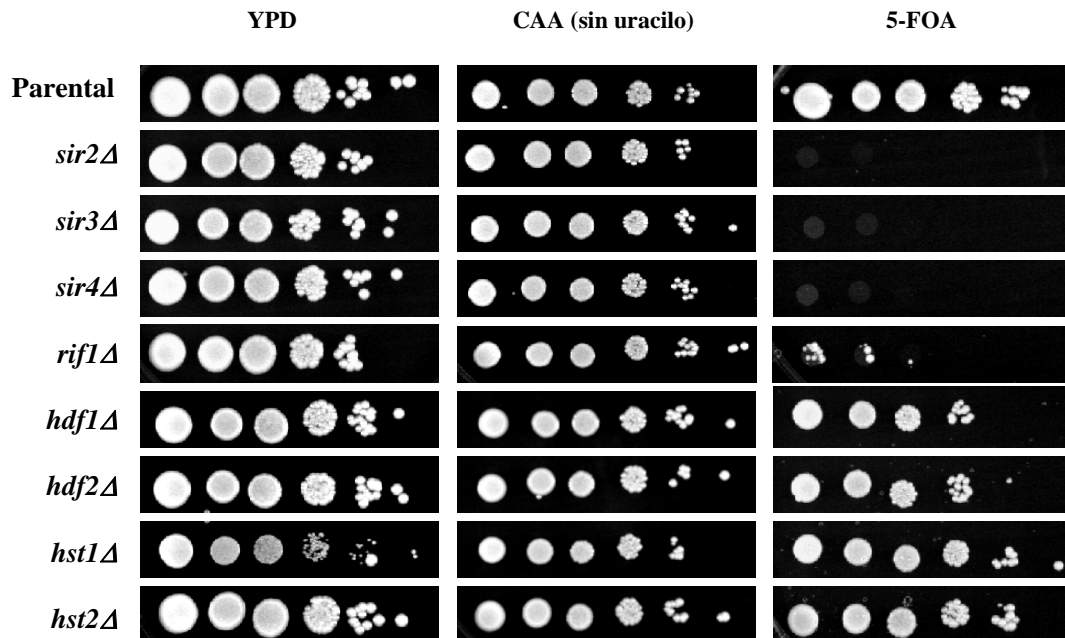 YPD CAA (sin uracilo) 5-FOA
Parental
sir2Δ
sir3Δ
sir4Δ
rif1Δ
hdf1Δ
hdf2Δ
hst1Δ
hst2Δ